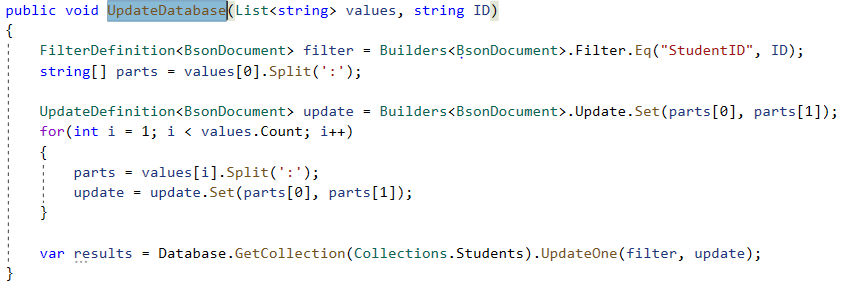 public void UpdateDatabase(List<string> values, string ID)
{
FilterDefinition<BsonDocument> filter = Builders<BsonDocument>.Filter.Eq("StudentID", ID);
string[] parts = values[0].Split(':');
UpdateDefinition<BsonDocument> update = Builders<BsonDocument>.Update.Set(parts[0], parts[1]);
for(int i = 1; i < values.Count; i++)
{
parts = values[i].Split(':');
update = update.Set(parts[0], parts[1]);
}
var results = Database.GetCollection(Collections.Students).UpdateOne(filter, update);
}